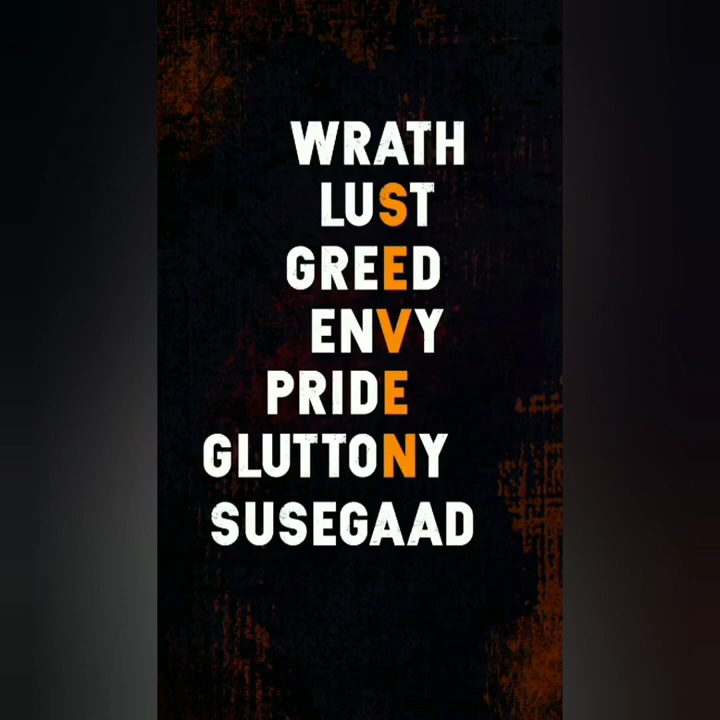 WRATH
LUST
GREED
ENVY
PRIDE
GLUTTONY
SUSEGAAD